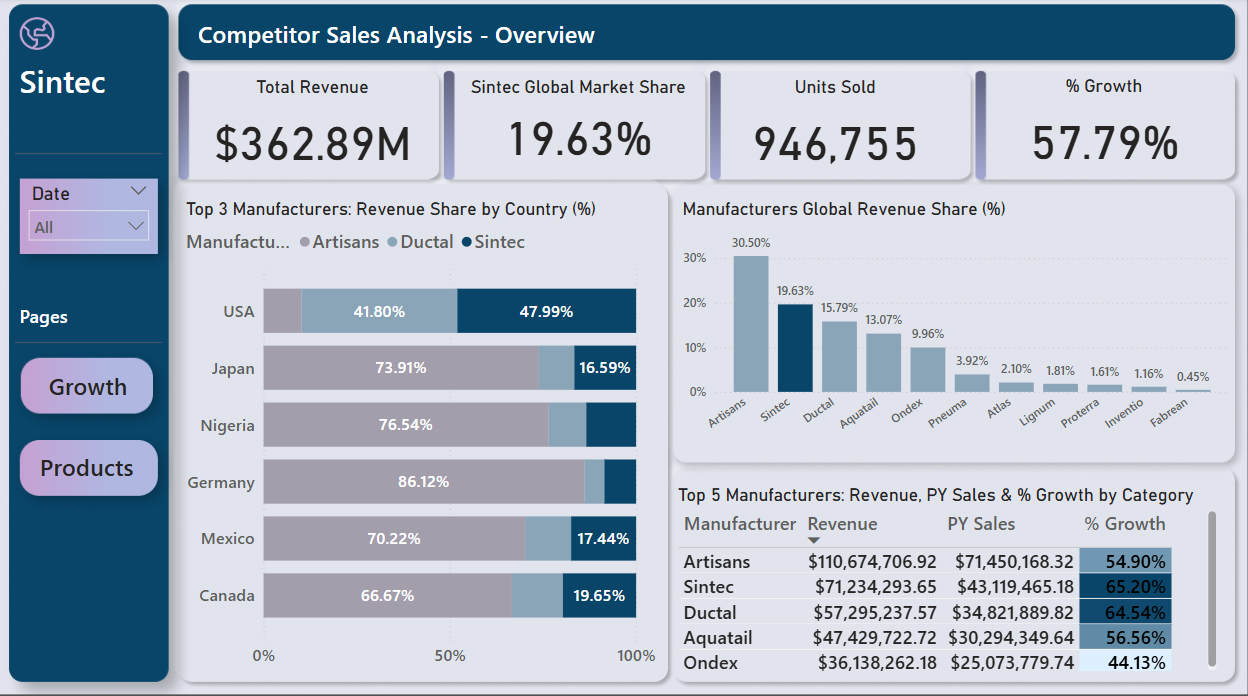 Sintec
Date
All
Pages
Growth
Products
Competitor Sales Analysis - Overview
Total Revenue
$362.89M
Sintec Global Market Share
19.63%
Units Sold
946,755
% Growth
57.79%
Top 3 Manufacturers: Revenue Share by Country (%)
Manufactu... Artisans Ductal Sintec
USA 41.80% 47.99%
Japan 73.91% 16.59%
Nigeria 76.54%
Germany 86.12%
Mexico 70.22% 17.44%
Canada 66.67% 19.65%
0% 50% 100%
Manufacturers Global Revenue Share (%)
30%
20%
10%
0%
30.50%
19.63%
15.79%
13.07%
9.96%
3.92%
2.10%
1.81%
1.61%
1.16%
0.45%
Artisans
Sintec
Ductal
Aquatail
Ondex
Pneuma
Atlas
Lignum
Proterra
Inventio
Fabrean
Top 5 Manufacturers: Revenue, PY Sales & % Growth by Category
Manufacturer Revenue PY Sales % Growth
Artisans $110,674,706.92 $71,450,168.32 54.90%
Sintec $71,234,293.65 $43,119,465.18 65.20%
Ductal $57,295,237.57 $34,821,889.82 64.54%
Aquatail $47,429,722.72 $30,294,349.64 56.56%
Ondex $36,138,262.18 $25,073,779.74 44.13%